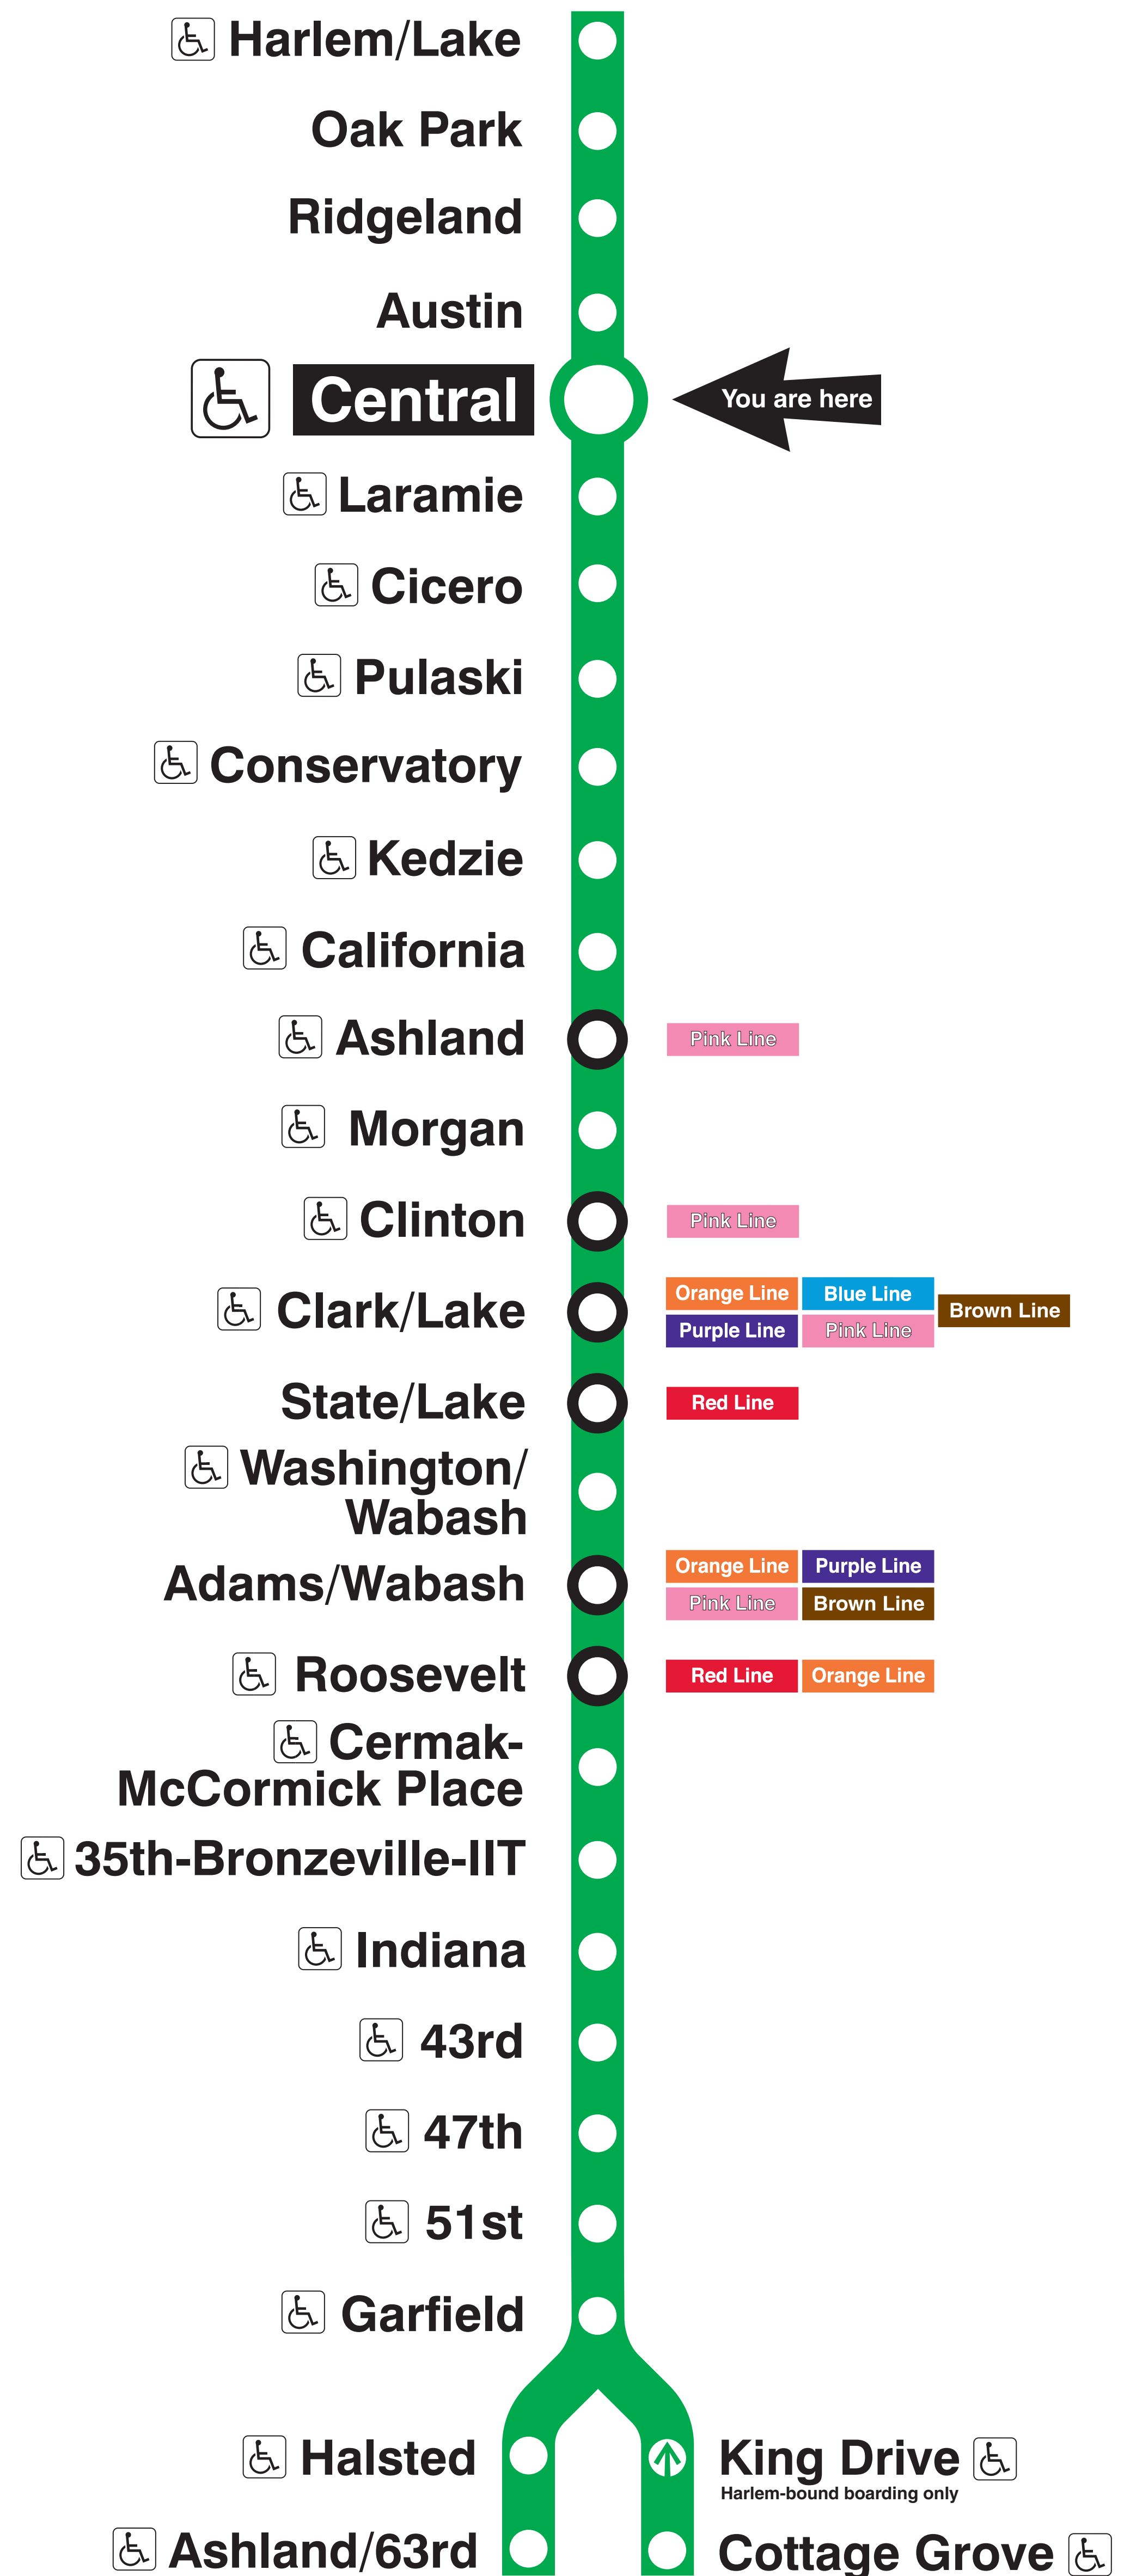 Harlem/Lake
Oak Park
Ridgeland
Austin
Central
You are here
Laramie
Cicero
Pulaski
Conservatory
Kedzie
California
Ashland
Pink Line
Morgan
Clinton
Pink Line
Clark/Lake
Orange Line
Blue Line
Brown Line
Purple Line
Pink Line
State/Lake
Red Line
Washington/
Wabash
Adams/Wabash
Orange Line
Purple Line
Pink Line
Brown Line
Roosevelt
Red Line
Orange Line
Cermak-
McCormick Place
35th-Bronzeville-IIT
Indiana
43rd
47th
51st
Garfield
Halsted
King Drive
Harlem-bound boarding only
Ashland/63rd
Cottage Grove